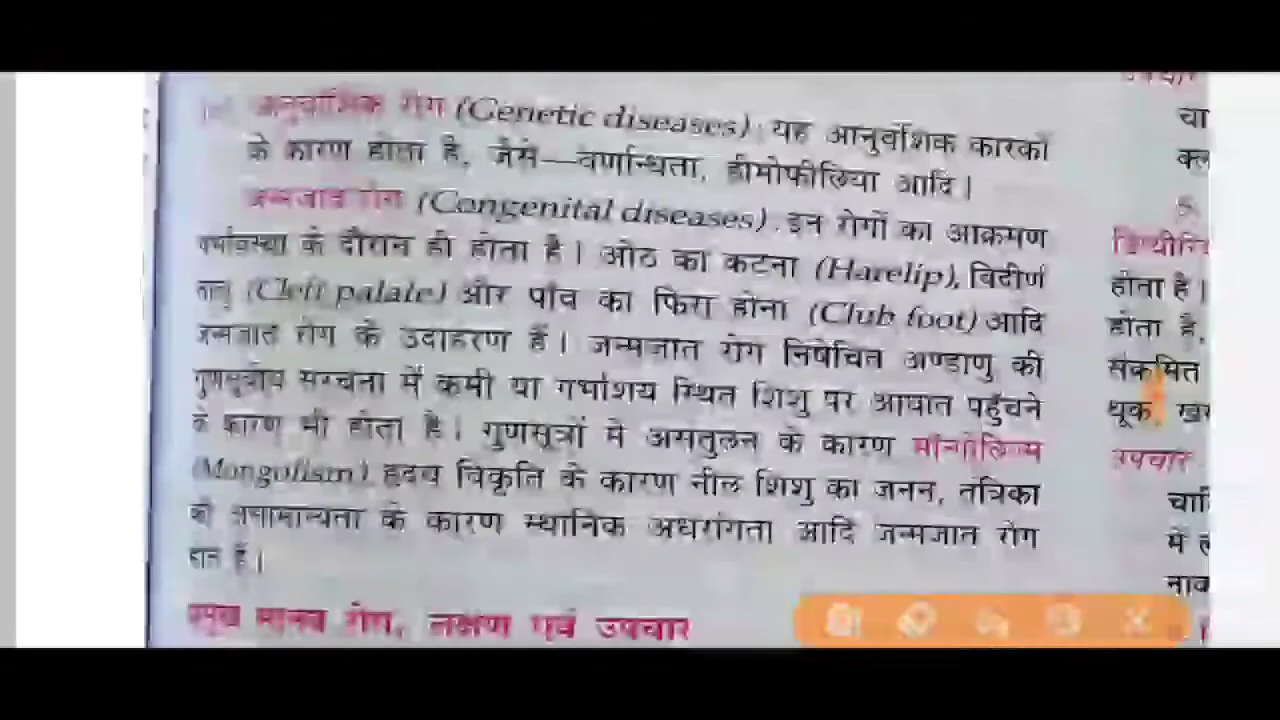 आनुवांशिक रोग (Genetic diseases) : यह आनुवंशिक कारकों
के कारण होता है, जैसे—वर्णान्धता, हीमोफीलिया आदि।
जन्मजात रोग (Congenital diseases) : इन रोगों का आक्रमण
गर्भावस्था के दौरान ही होता है। ओठ का कटना (Harelip), विदीर्ण
तालु (Cleft palate) और पाँव का फिरा होना (Club foot) आदि
जन्मजात रोग के उदाहरण हैं। जन्मजात रोग निषेचित अण्डाणु की
गुणसूत्रीय संरचना में कमी या गर्भाशय स्थित शिशु पर आघात पहुँचने
के कारण भी होता है। गुणसूत्रों में असंतुलन के कारण मॉन्गोलिज्म
(Mongolism), हृदय विकृति के कारण नील शिशु का जनन, तंत्रिका
की असामान्यता के कारण स्थानिक अधरांगता आदि जन्मजात रोग
होते हैं।
प्रमुख मानव रोग, लक्षण एवं उपचार
उपचार
चा
क्ल
5.
होता है।
होता है,
संक्रमित
थूक, खा
उपचार
में